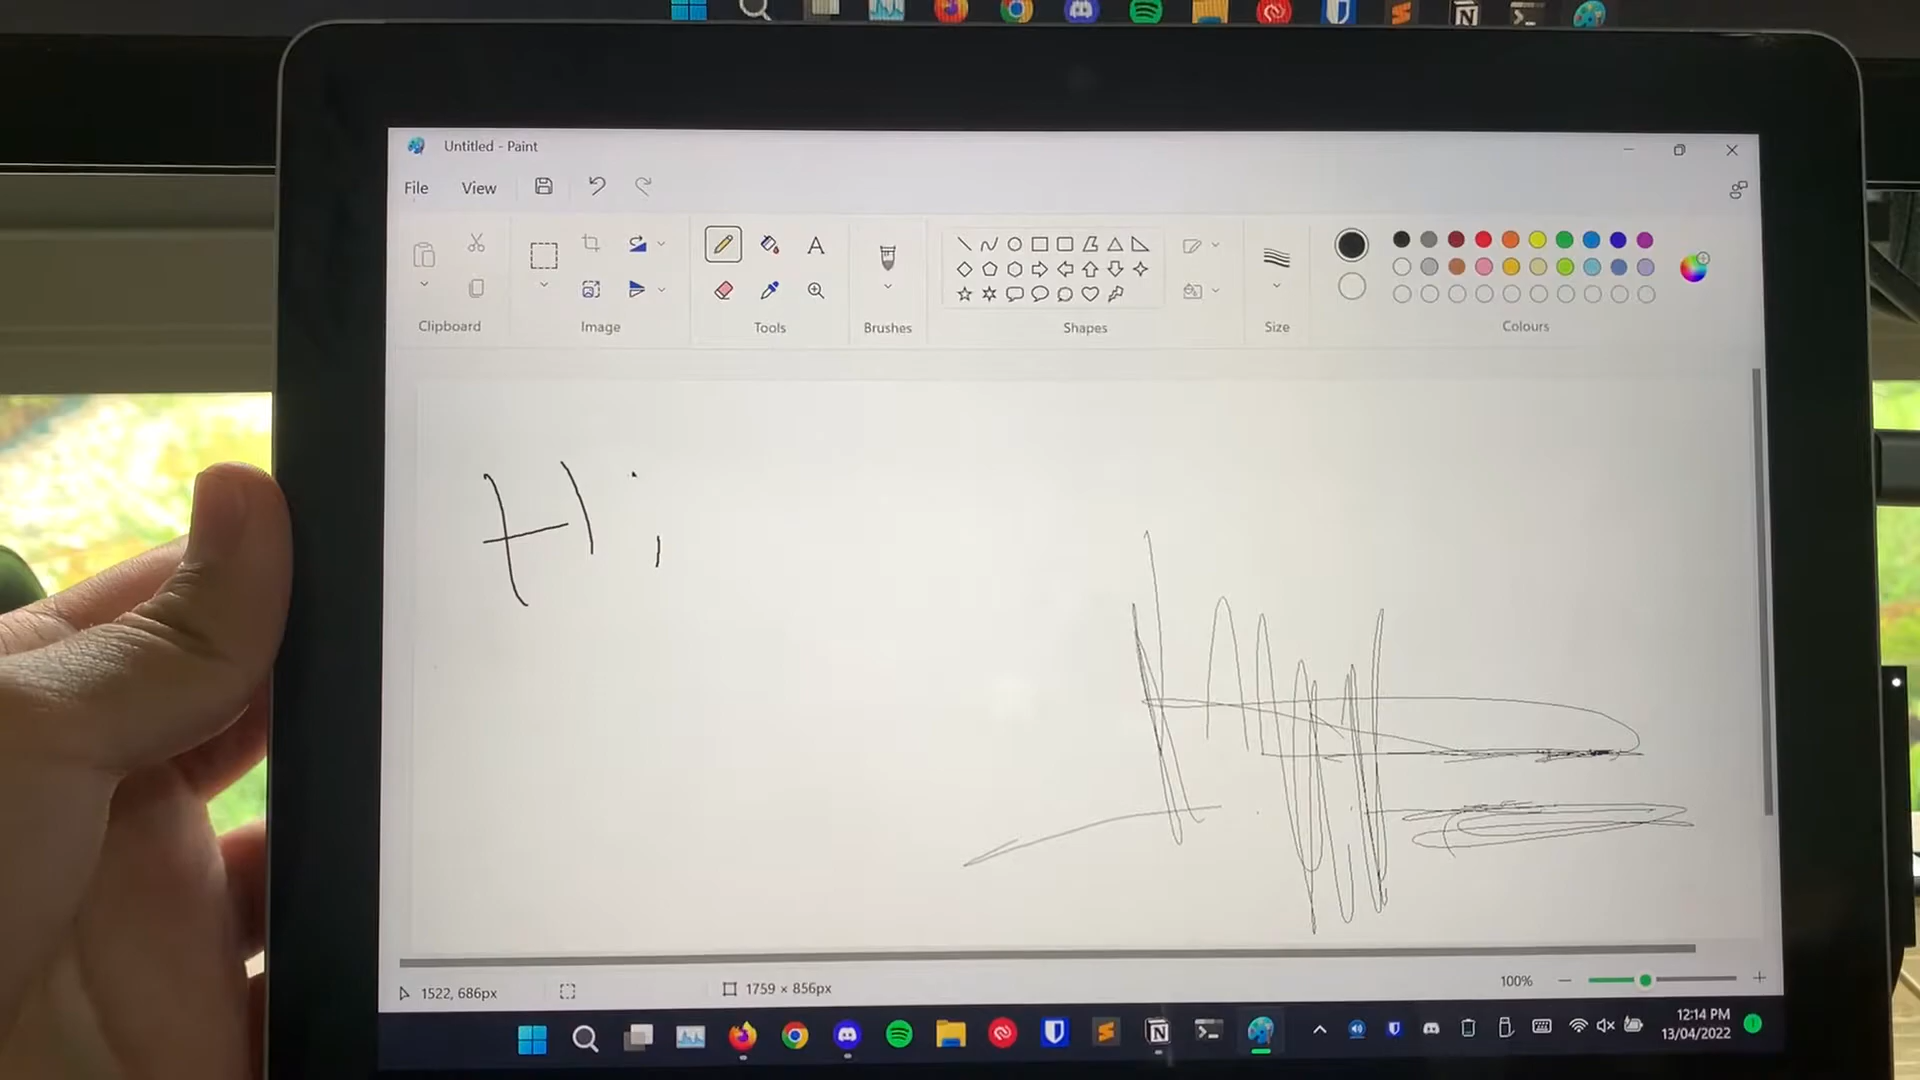 Untitled - Paint
File View
Clipboard Image Tools Brushes Shapes Size Colours
Hi
1522, 686px 1759 × 856px 100%
12:14 PM
13/04/2022